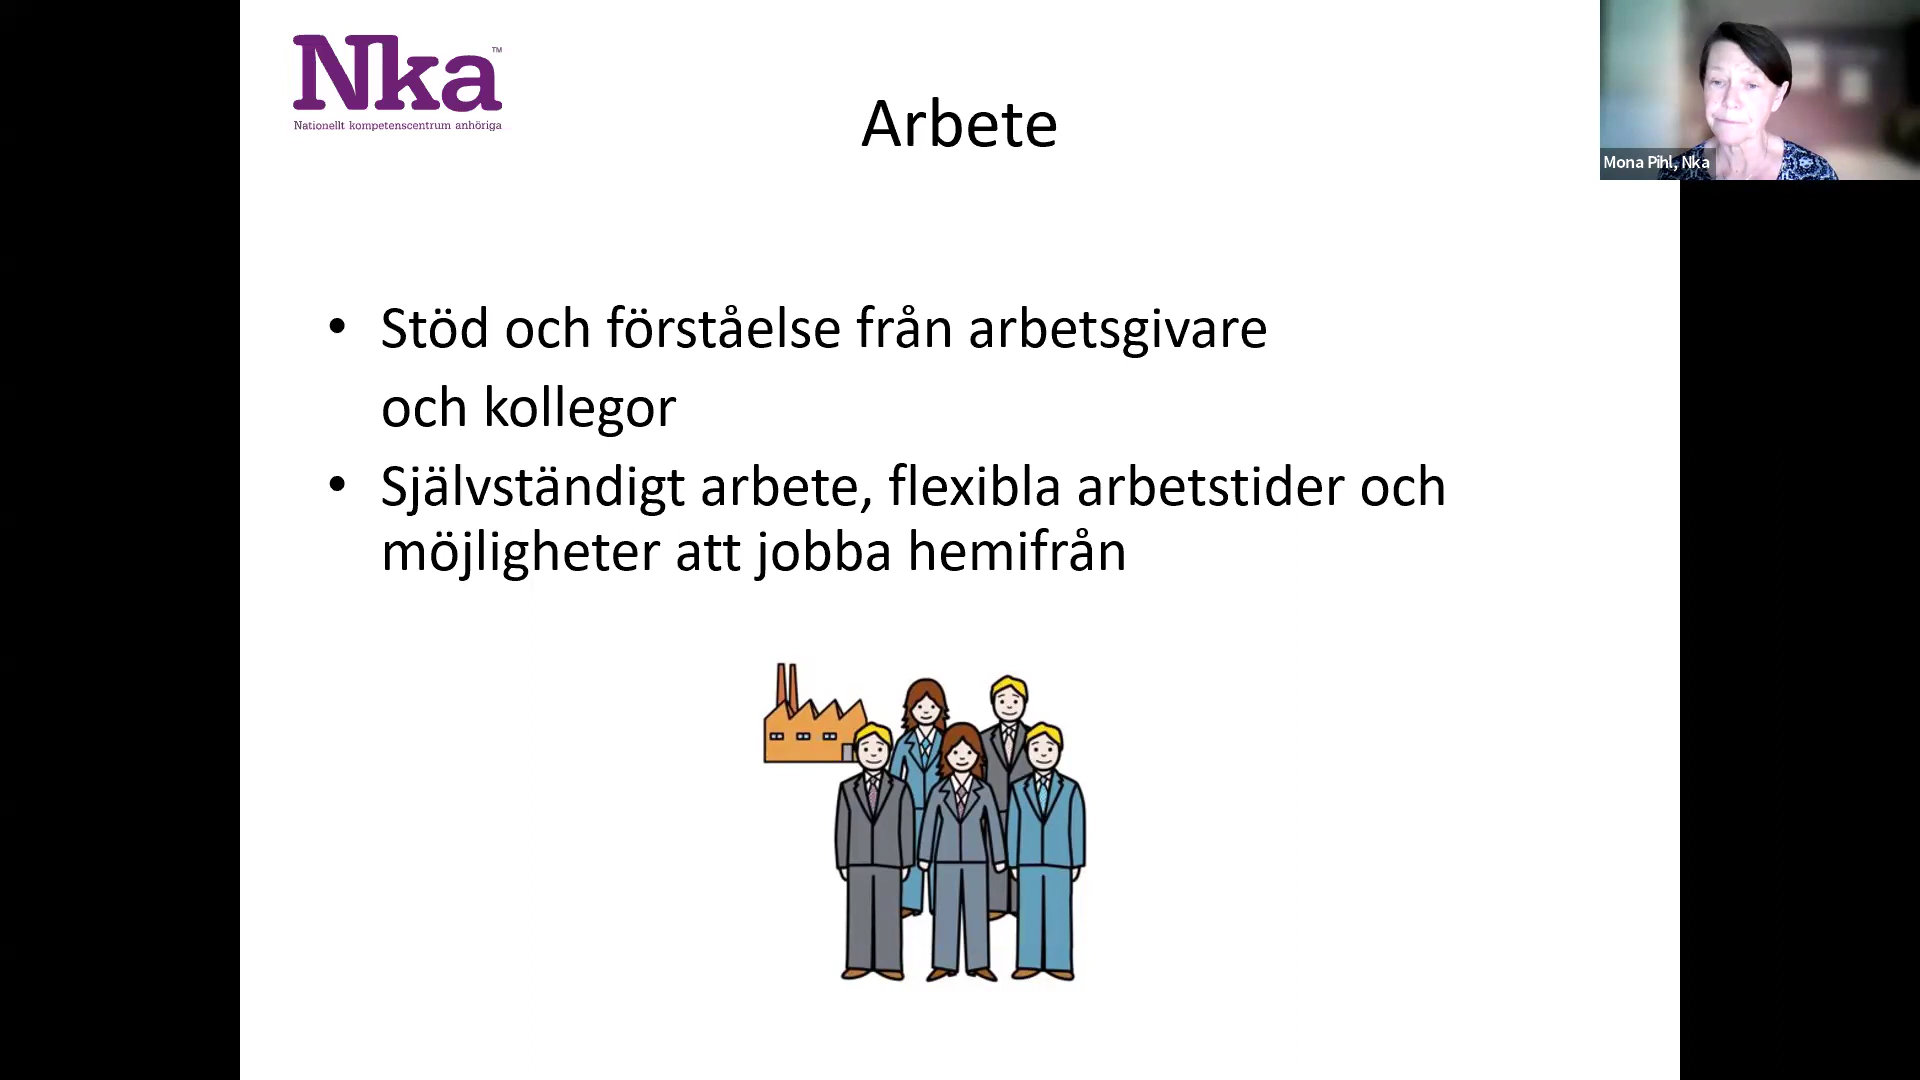 Nka™
Nationellt kompetenscentrum anhöriga
Arbete
Mona Pihl, Nka
• Stöd och förståelse från arbetsgivare
och kollegor
• Självständigt arbete, flexibla arbetstider och
möjligheter att jobba hemifrån